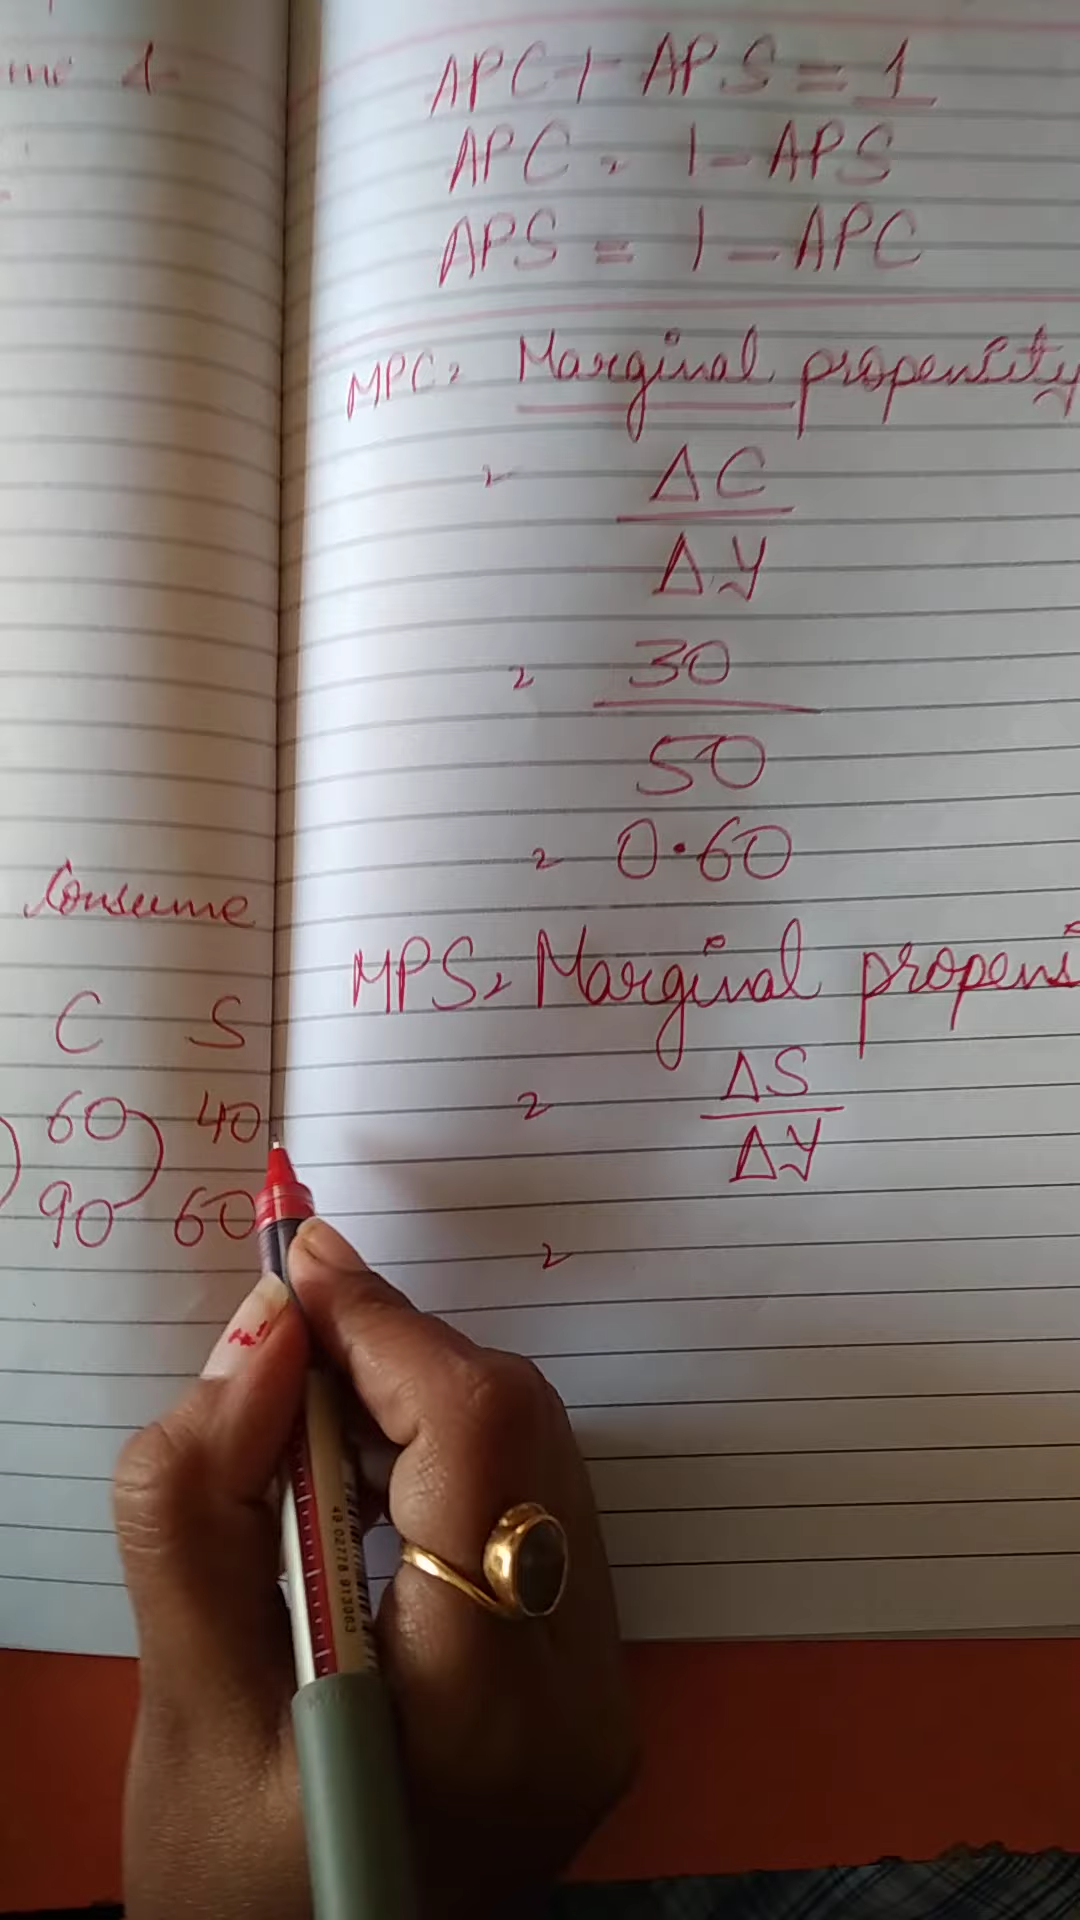 APC + APS = 1
APC = 1 - APS
APS = 1 - APC
MPC = Marginal propensity
= ΔC
ΔY
= 30
50
= 0.60
Consume
C S
60 40
90 60
MPS = Marginal propens
= ΔS
ΔY
=